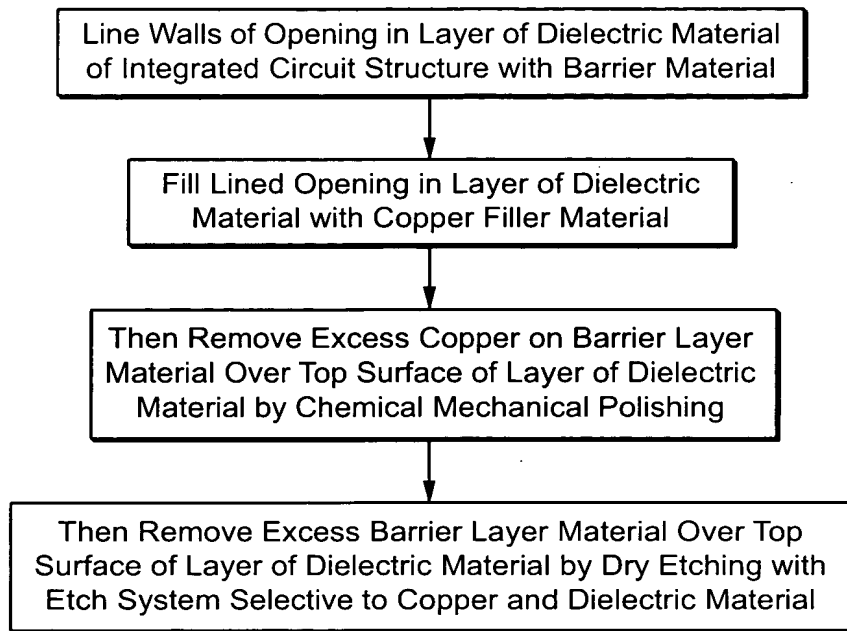 Line Walls of Opening in Layer of Dielectric Material
of Integrated Circuit Structure with Barrier Material
Fill Lined Opening in Layer of Dielectric
Material with Copper Filler Material
Then Remove Excess Copper on Barrier Layer
Material Over Top Surface of Layer of Dielectric
Material by Chemical Mechanical Polishing
Then Remove Excess Barrier Layer Material Over Top
Surface of Layer of Dielectric Material by Dry Etching with
Etch System Selective to Copper and Dielectric Material